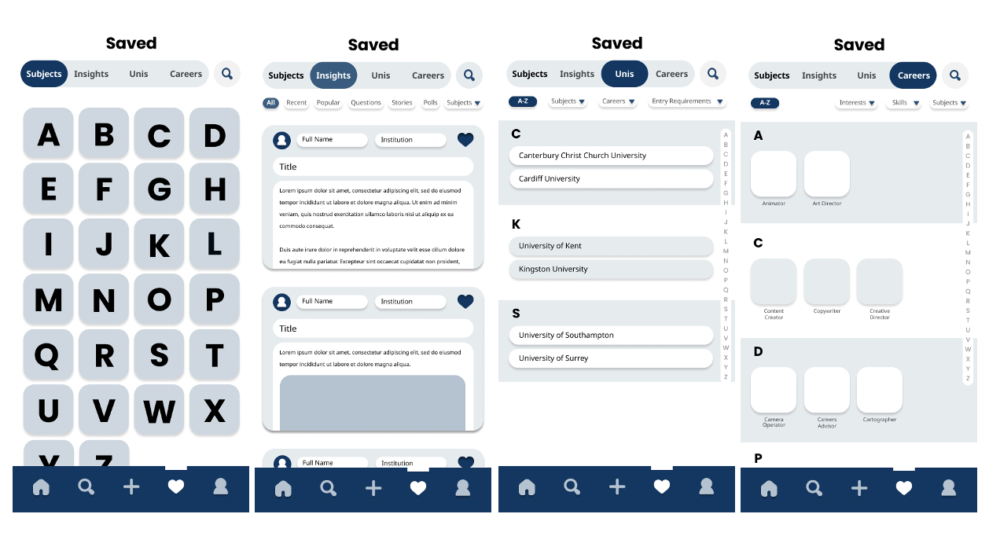 Saved
Subjects Insights Unis Careers
A B C D
E F G H
I J K L
M N O P
Q R S T
U V W X
Y Z
Saved
Subjects Insights Unis Careers
All Recent Popular Questions Stories Polls Subjects
Full Name Institution
Title
Lorem ipsum dolor sit amet, consectetur adipiscing elit, sed do eiusmod
tempor incididunt ut labore et dolore magna aliqua. Ut enim ad minim
veniam, quis nostrud exercitation ullamco laboris nisi ut aliquip ex ea
commodo consequat.
Duis aute irure dolor in reprehenderit in voluptate velit esse cillum dolore
eu fugiat nulla pariatur. Excepteur sint occaecat cupidatat non proident,
Full Name Institution
Title
Lorem ipsum dolor sit amet, consectetur adipiscing elit, sed do eiusmod
tempor incididunt ut labore et dolore magna aliqua.
Full Name Institution
Saved
Subjects Insights Unis Careers
A-Z Subjects Careers Entry Requirements
C
Canterbury Christ Church University
Cardiff University
K
University of Kent
Kingston University
S
University of Southampton
University of Surrey
A
B
C
D
E
F
G
H
I
J
K
L
M
N
O
P
Q
R
S
T
U
V
W
X
Y
Z
Saved
Subjects Insights Unis Careers
A-Z Interests Skills Subjects
A
Animator Art Director
C
Content Creator Copywriter Creative Director
D
Camera Operator Careers Advisor Cartographer
P
A
B
C
D
E
F
G
H
I
J
K
L
M
N
O
P
Q
R
S
T
U
V
W
X
Y
Z